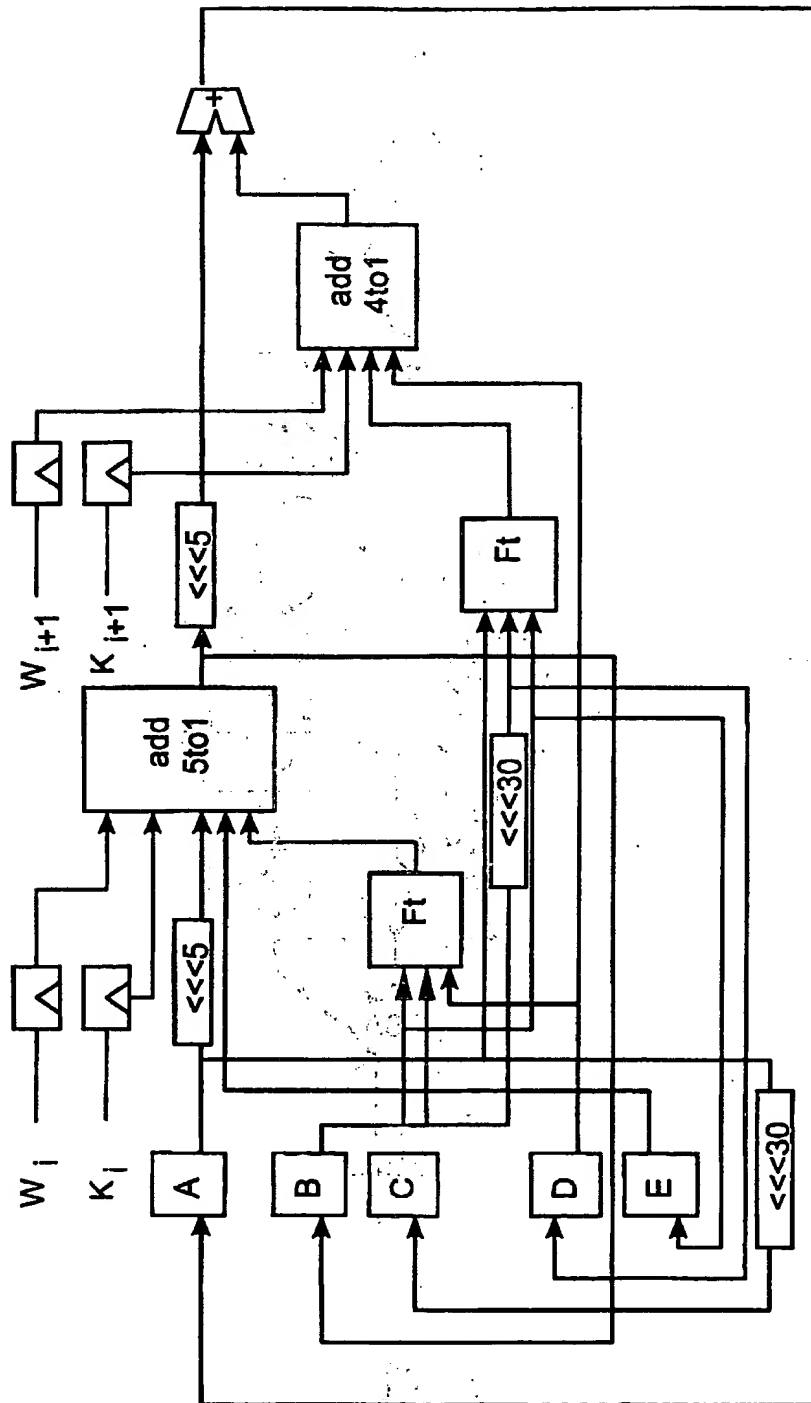 W i
K i
W i+1
K i+1
A
B
C
D
E
<<<5
<<<30
add
5to1
Ft
<<<5
<<<30
Ft
add
4to1
+